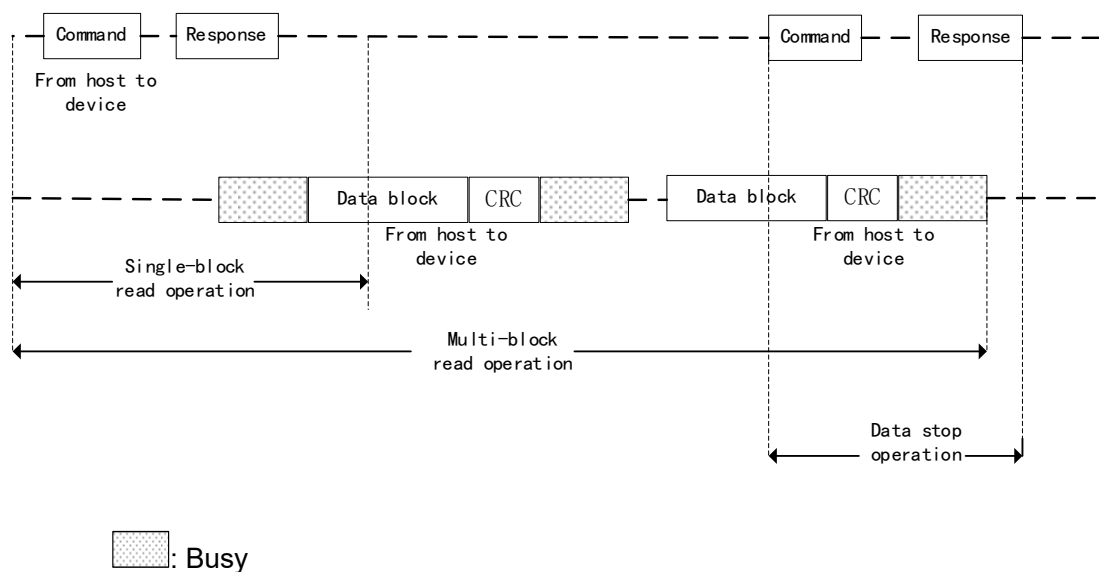 Command
Response
Command
Response
From host to
device
Data block
CRC
Data block
CRC
From host to
device
From host to
device
Single-block
read operation
Multi-block
read operation
Data stop
operation
: Busy